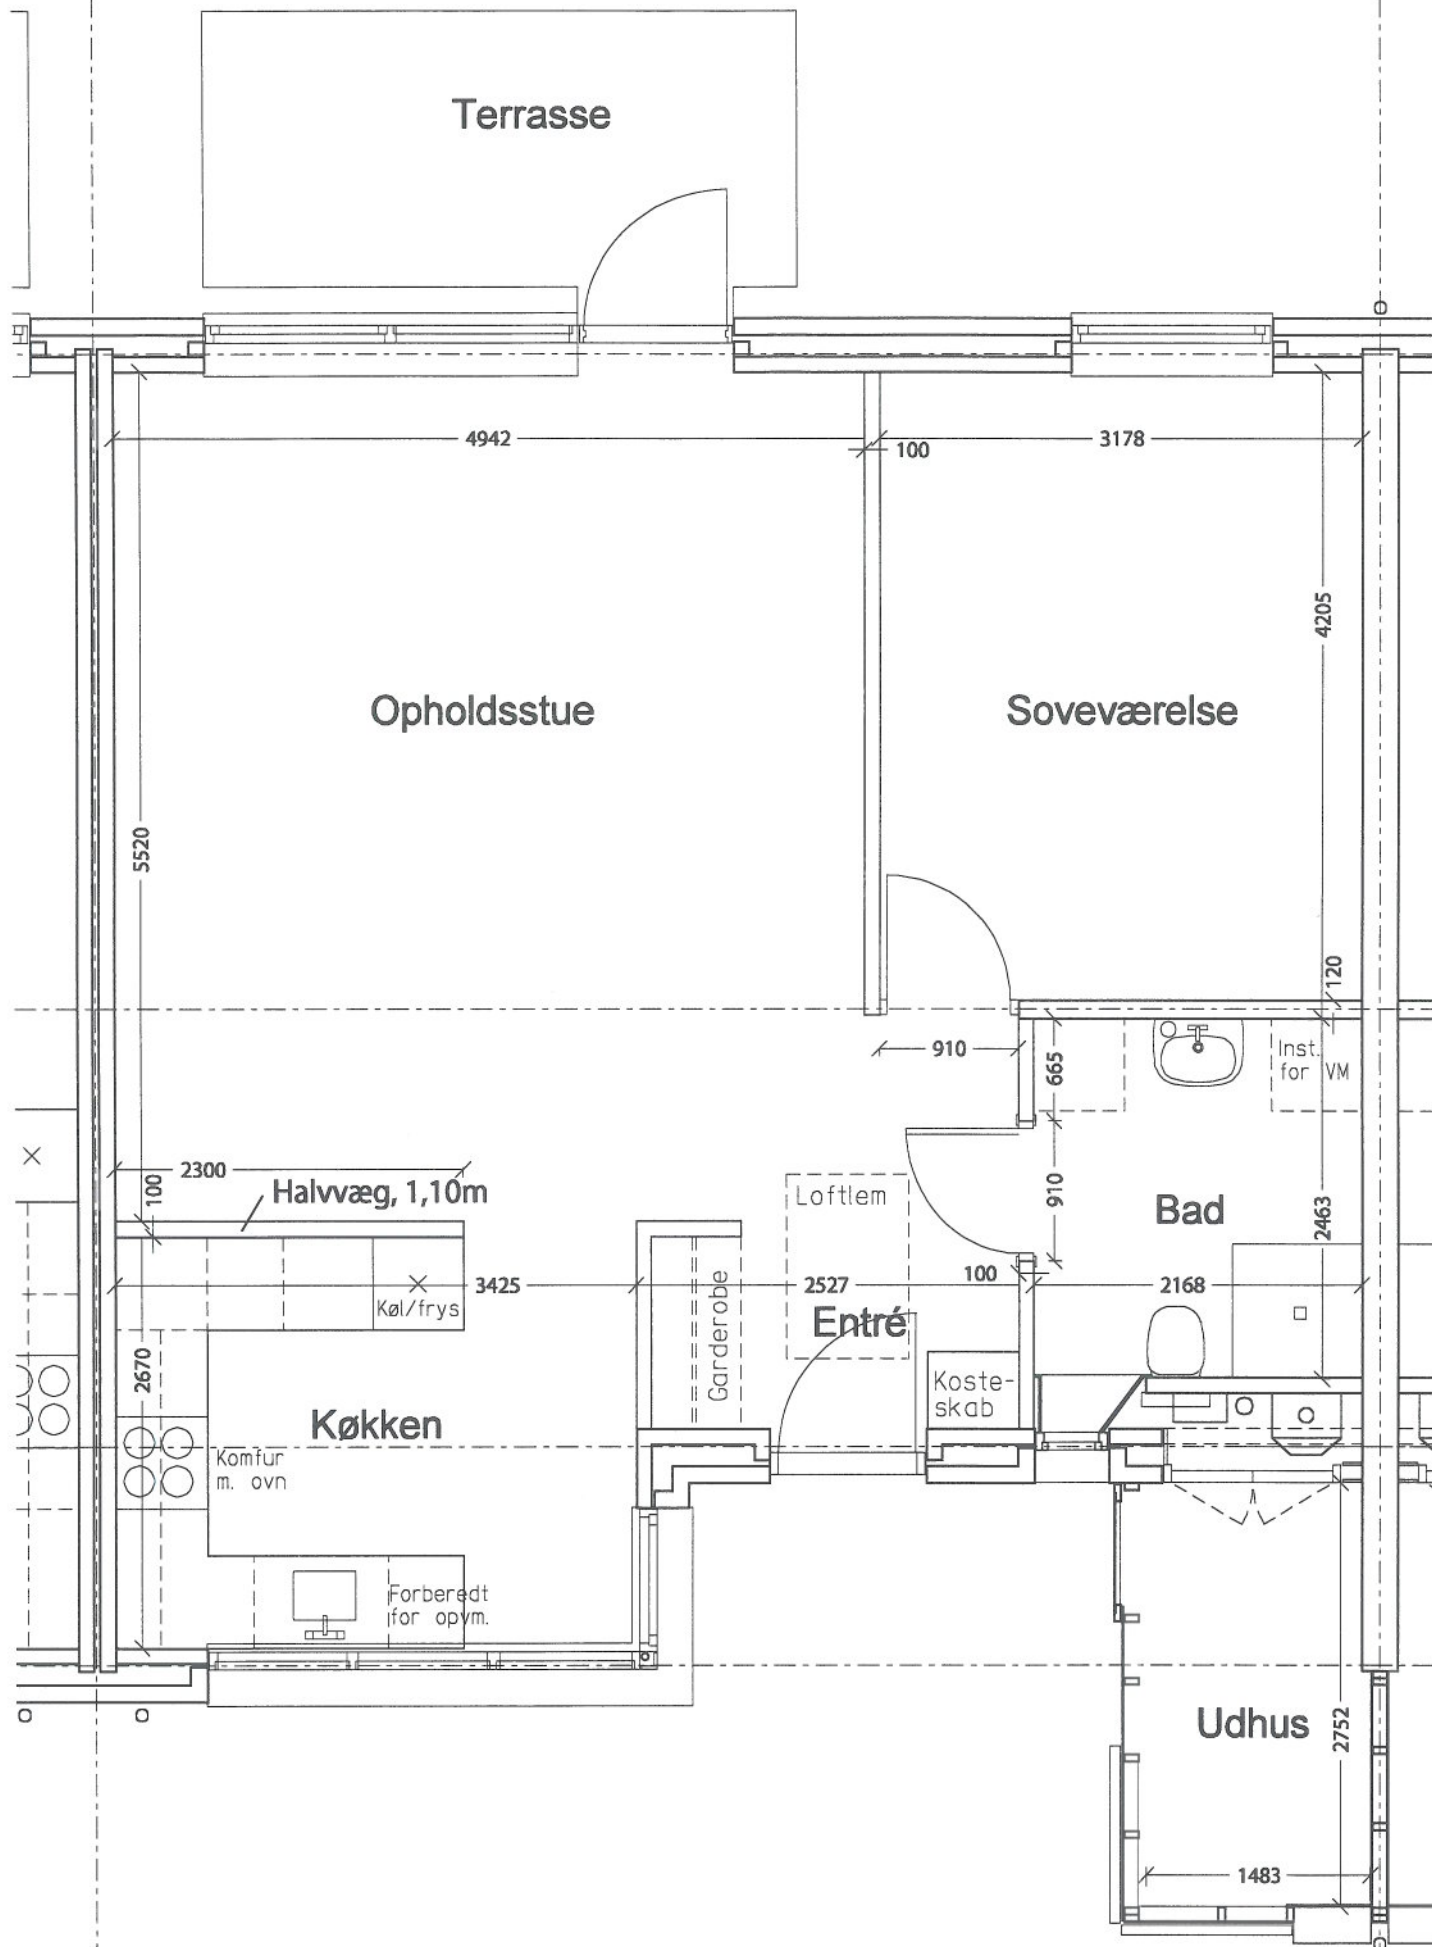 Terrasse
4942
100
3178
4205
Opholdsstue
Soveværelse
5520
120
910
665
Inst.
for VM
2300
100
Halvvæg, 1,10m
Loftlem
910
Bad
2463
Køl/frys
3425
Garderobe
2527
100
2168
Entré
2670
Køkken
Koste-
skab
Komfur
m. ovn
Forberedt
for opvm.
Udhus
2752
1483